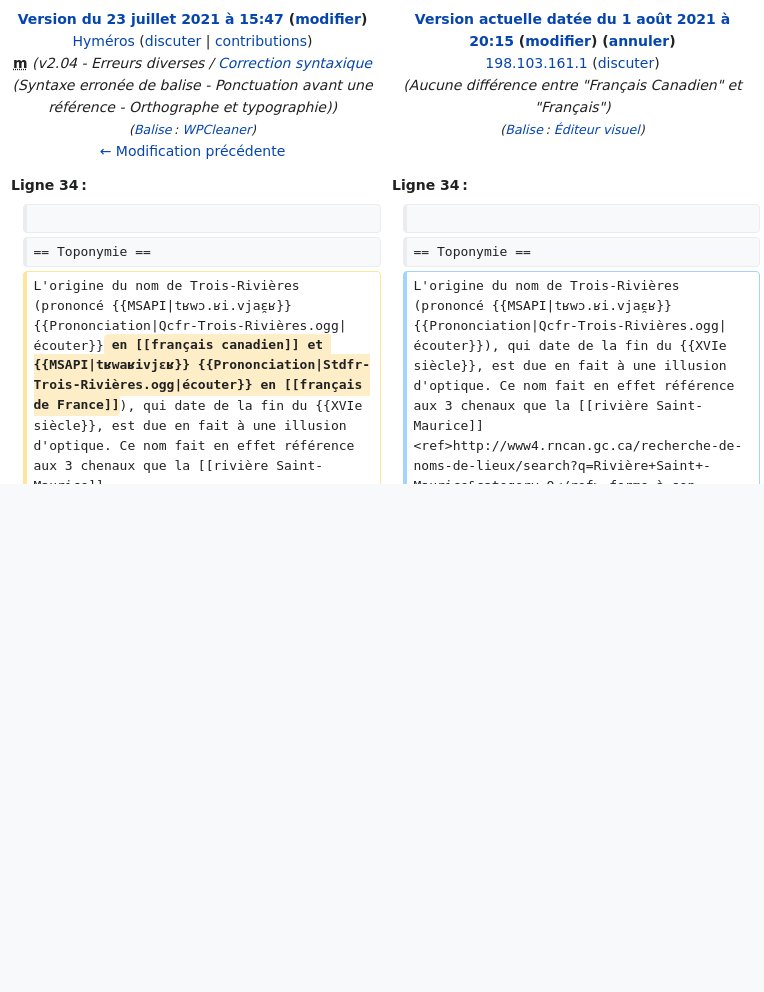 Version du 23 juillet 2021 à 15:47 (modifier)
Hyméros (discuter | contributions)
m (v2.04 - Erreurs diverses / Correction syntaxique
(Syntaxe erronée de balise - Ponctuation avant une
référence - Orthographe et typographie))
(Balise : WPCleaner)
← Modification précédente
Version actuelle datée du 1 août 2021 à
20:15 (modifier) (annuler)
198.103.161.1 (discuter)
(Aucune différence entre "Français Canadien" et
"Français")
(Balise : Éditeur visuel)
Ligne 34 :
== Toponymie ==
L'origine du nom de Trois-Rivières
(prononcé {{MSAPI|tʁwɔ.ʁi.vjaɛ̯ʁ}}
{{Prononciation|Qcfr-Trois-Rivières.ogg|
écouter}} en [[français canadien]] et
{{MSAPI|tʁwaʁivjɛʁ}} {{Prononciation|Stdfr-
Trois-Rivières.ogg|écouter}} en [[français
de France]]), qui date de la fin du {{XVIe
siècle}}, est due en fait à une illusion
d'optique. Ce nom fait en effet référence
aux 3 chenaux que la [[rivière Saint-
Maurice]]
Ligne 34 :
== Toponymie ==
L'origine du nom de Trois-Rivières
(prononcé {{MSAPI|tʁwɔ.ʁi.vjaɛ̯ʁ}}
{{Prononciation|Qcfr-Trois-Rivières.ogg|
écouter}}), qui date de la fin du {{XVIe
siècle}}, est due en fait à une illusion
d'optique. Ce nom fait en effet référence
aux 3 chenaux que la [[rivière Saint-
Maurice]]
<ref>http://www4.rncan.gc.ca/recherche-de-
noms-de-lieux/search?q=Rivière+Saint+-